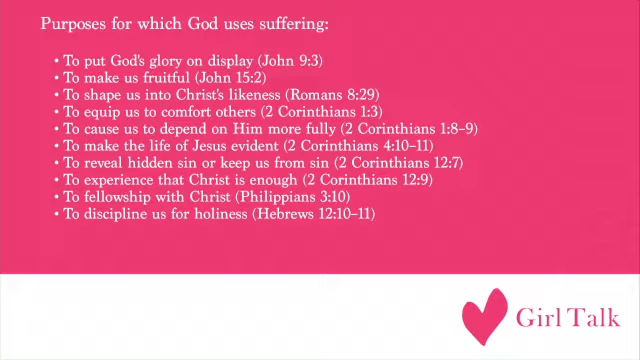 Purposes for which God uses suffering:
• To put God's glory on display (John 9:3)
• To make us fruitful (John 15:2)
• To shape us into Christ's likeness (Romans 8:29)
• To equip us to comfort others (2 Corinthians 1:3)
• To cause us to depend on Him more fully (2 Corinthians 1:8–9)
• To make the life of Jesus evident (2 Corinthians 4:10–11)
• To reveal hidden sin or keep us from sin (2 Corinthians 12:7)
• To experience that Christ is enough (2 Corinthians 12:9)
• To fellowship with Christ (Philippians 3:10)
• To discipline us for holiness (Hebrews 12:10–11)
Girl Talk